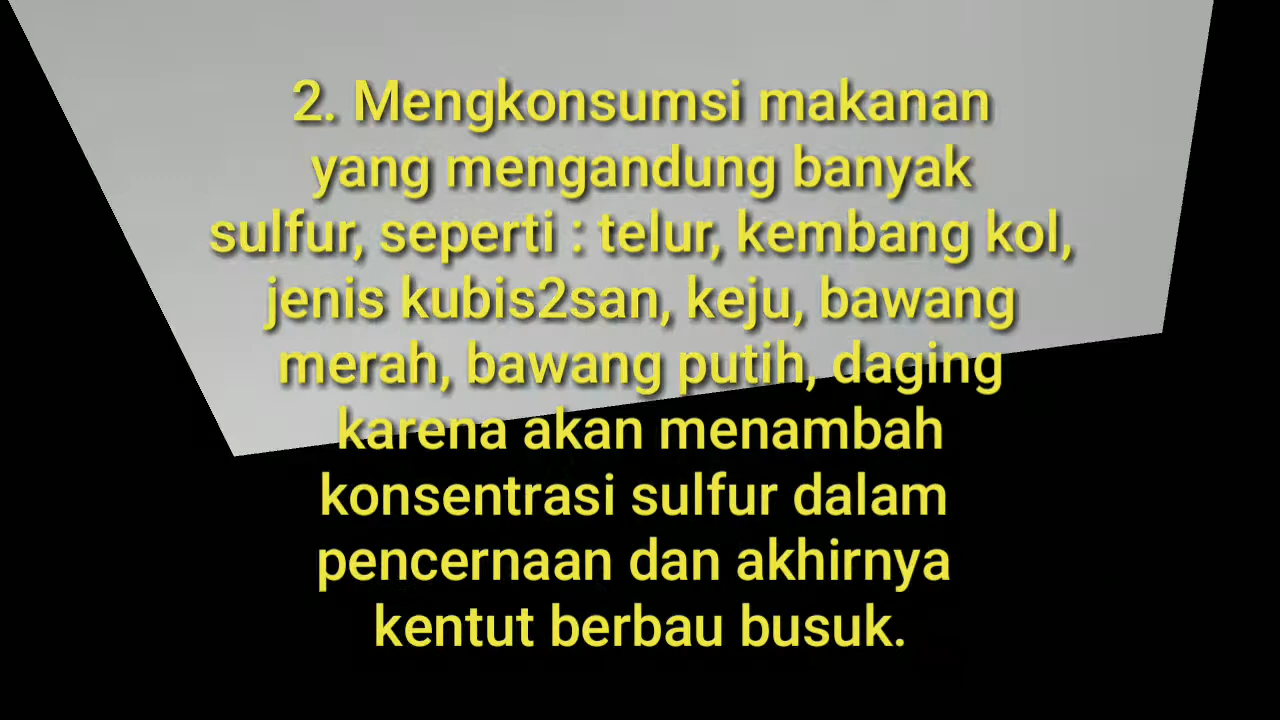 2. Mengkonsumsi makanan
yang mengandung banyak
sulfur, seperti : telur, kembang kol,
jenis kubis2san, keju, bawang
merah, bawang putih, daging
karena akan menambah
konsentrasi sulfur dalam
pencernaan dan akhirnya
kentut berbau busuk.